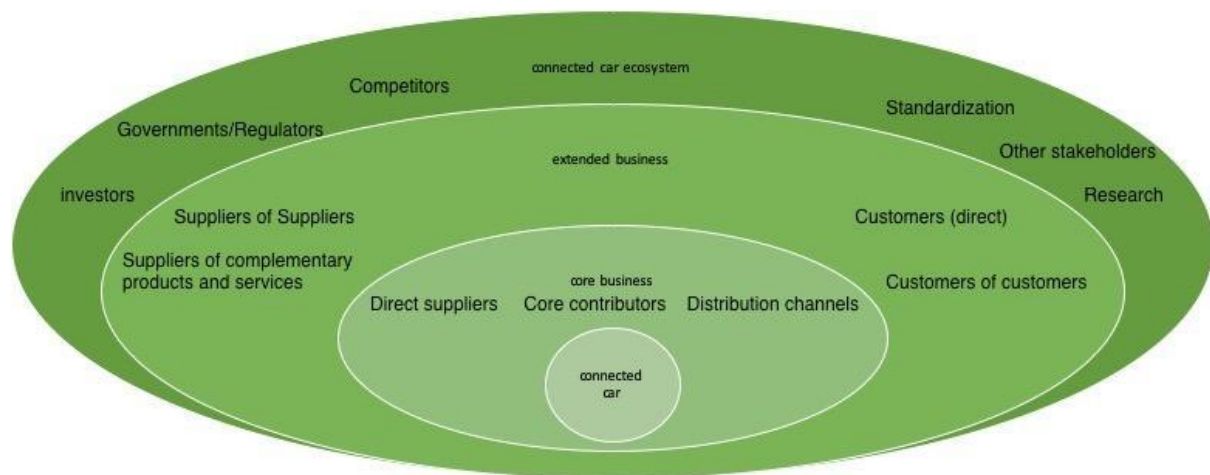 connected car ecosystem
Competitors
Standardization
Governments/Regulators
Other stakeholders
extended business
investors
Research
Suppliers of Suppliers
Customers (direct)
Suppliers of complementary
products and services
Customers of customers
core business
Direct suppliers
Core contributors
Distribution channels
connected
car